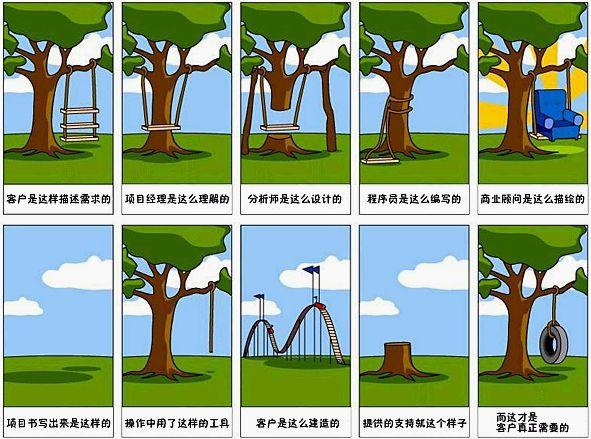 客户是这样描述需求的
项目经理是这么理解的
分析师是这么设计的
程序员是这么编写的
商业顾问是这么描绘的
项目书写出来是这样的
操作中用了这样的工具
客户是这么建造的
提供的支持就这个样子
而这才是
客户真正需要的